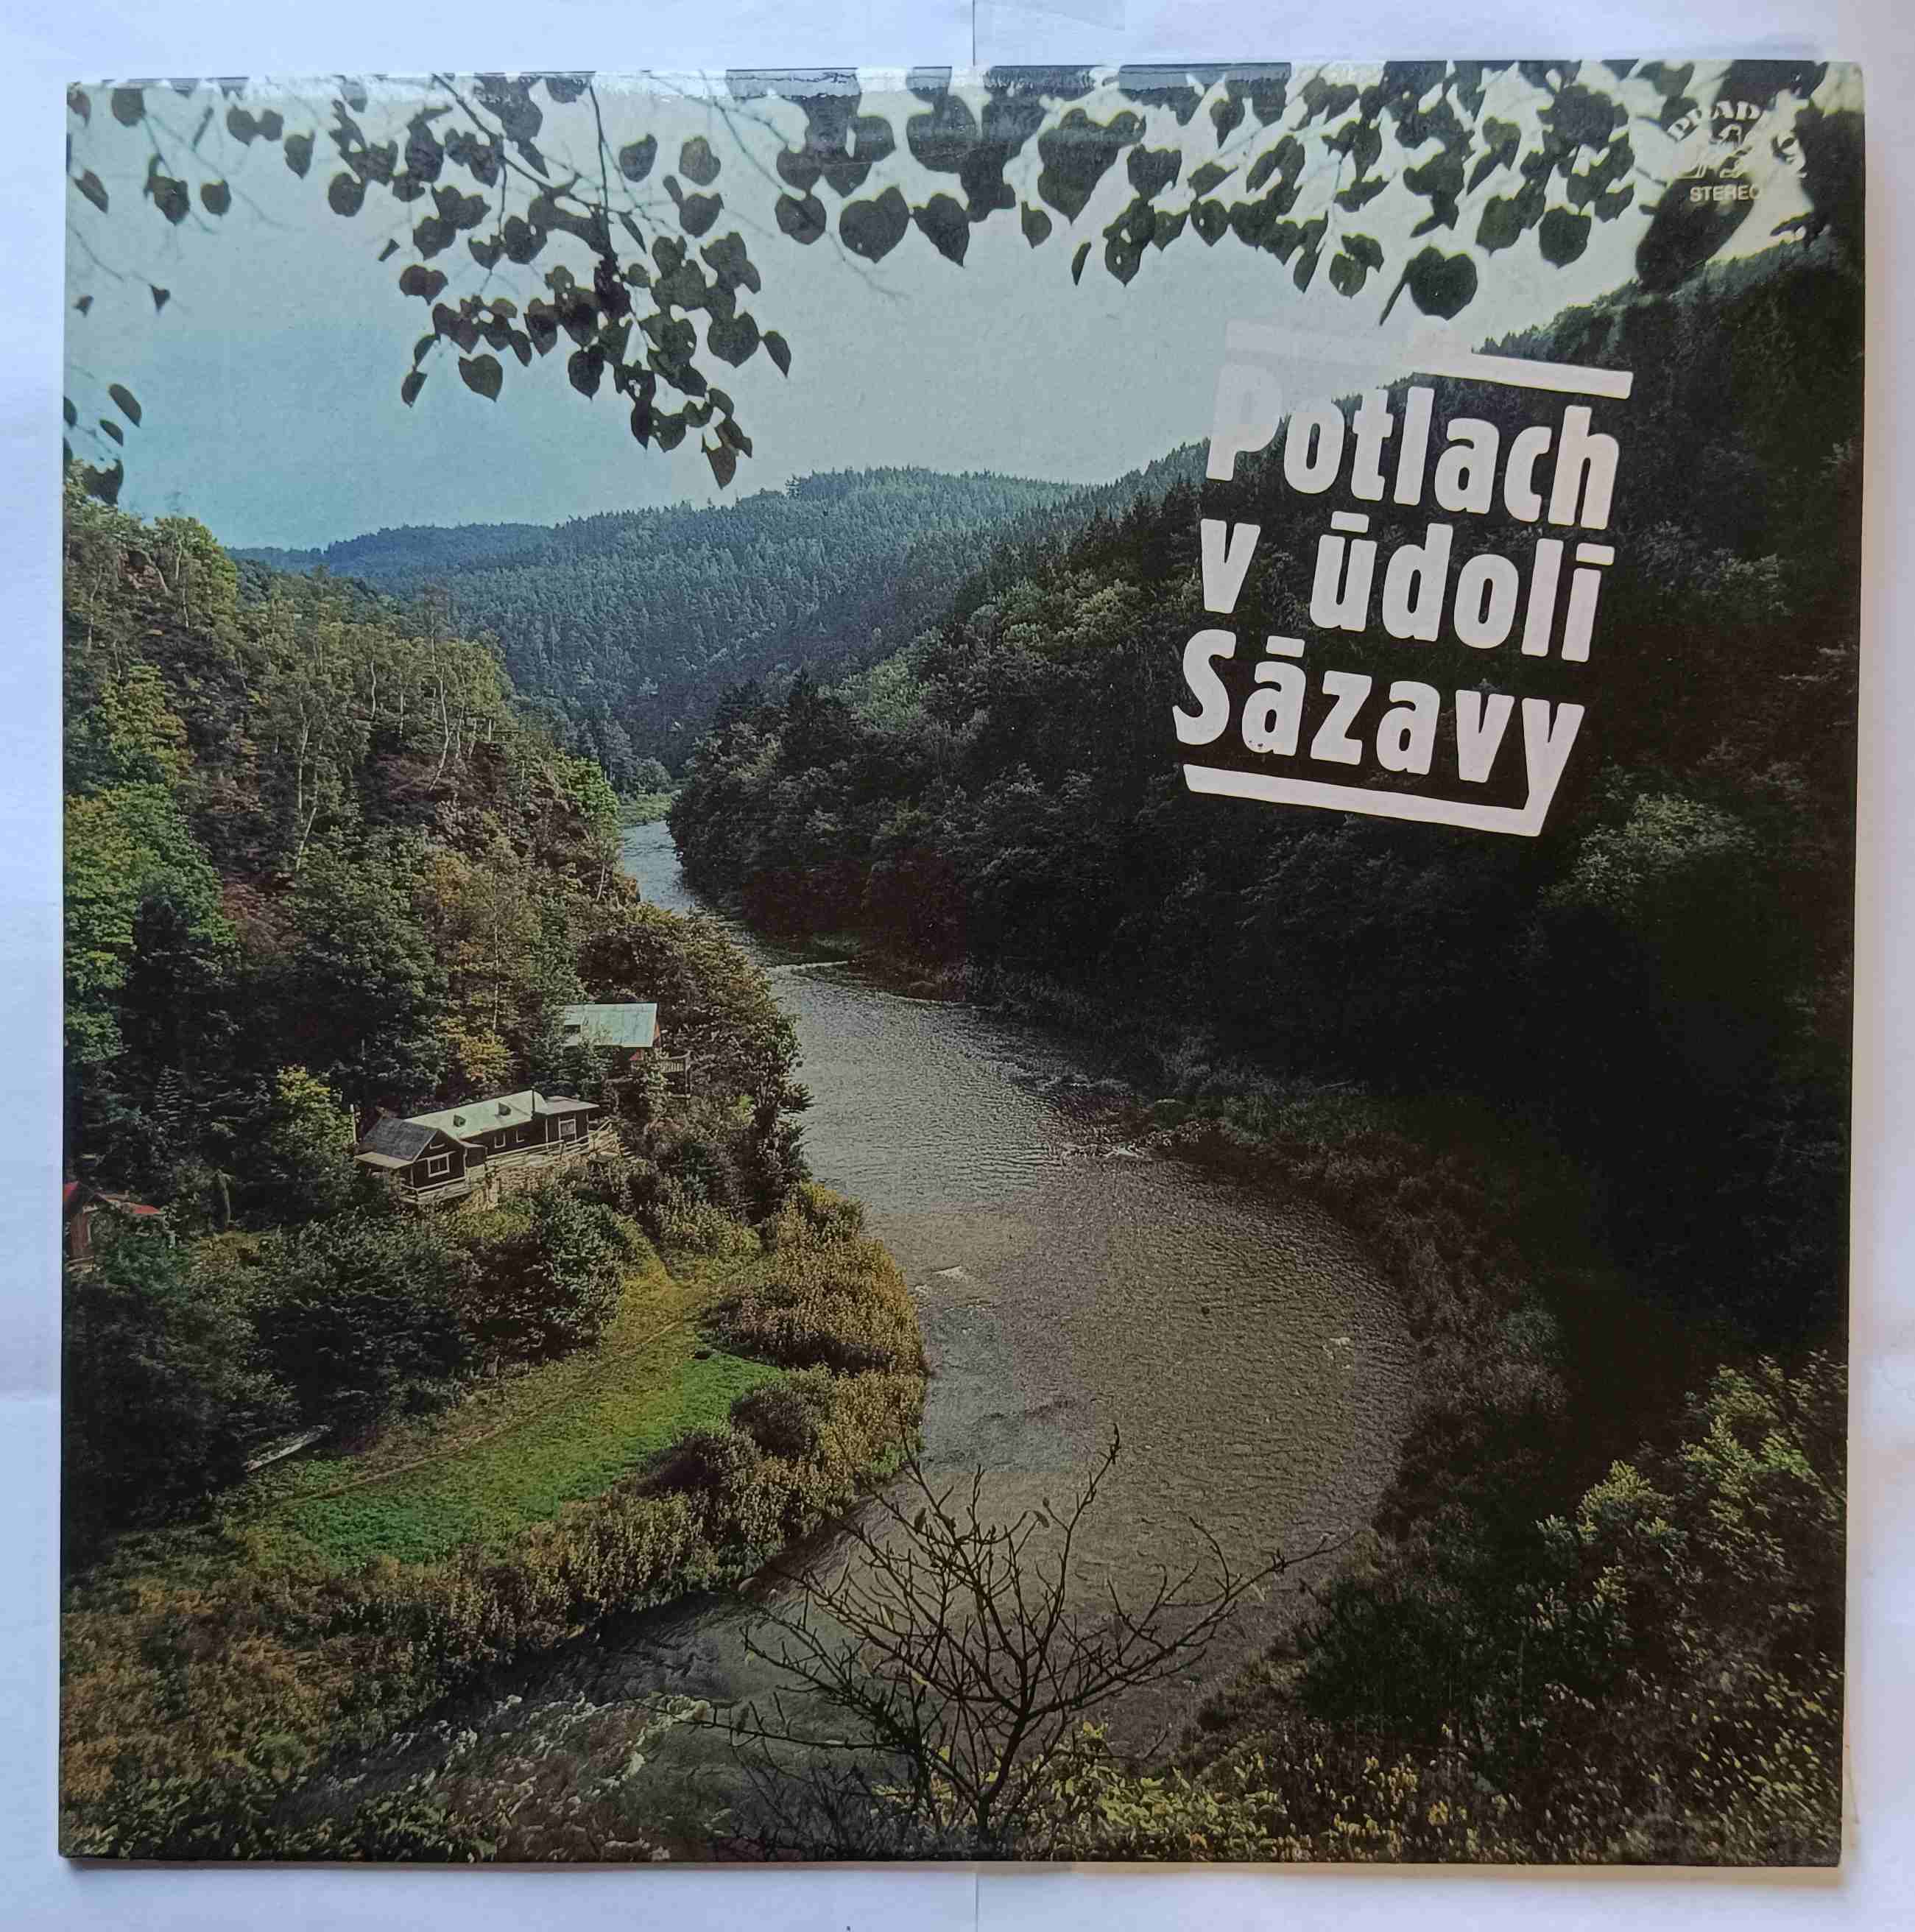 STEREO
Potlach
v údolí
Sázavy